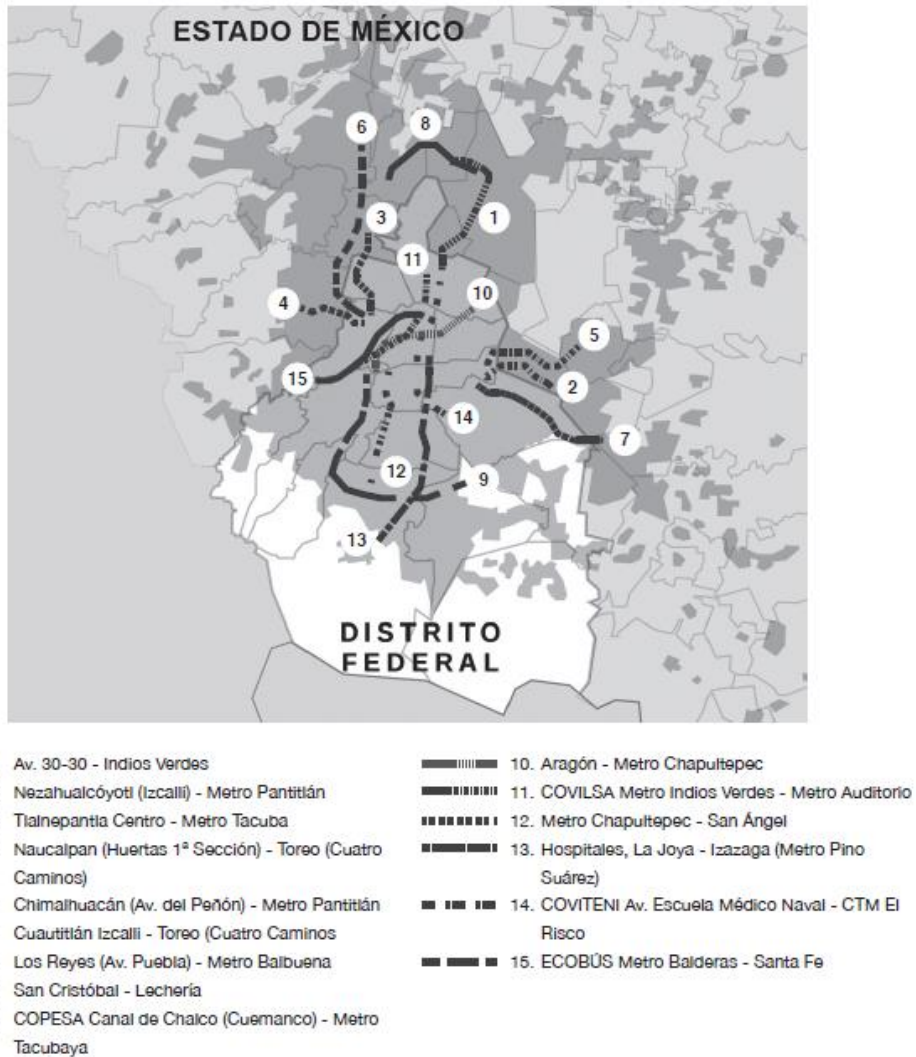 ESTADO DE MÉXICO
6
8
3
1
11
10
4
5
15
2
14
7
12
9
13
DISTRITO
FEDERAL
Av. 30-30 - Indios Verdes
Nezahualcóyotl (Izcalli) - Metro Pantitlán
Tlalnepantla Centro - Metro Tacuba
Naucalpan (Huertas 1ª Sección) - Toreo (Cuatro
Caminos)
Chimalhuacán (Av. del Peñón) - Metro Pantitlán
Cuautitlán Izcalli - Toreo (Cuatro Caminos
Los Reyes (Av. Puebla) - Metro Balbuena
San Cristóbal - Lechería
COPESA Canal de Chalco (Cuemanco) - Metro
Tacubaya
10. Aragón - Metro Chapultepec
11. COVILSA Metro Indios Verdes - Metro Auditorio
12. Metro Chapultepec - San Ángel
13. Hospitales, La Joya - Izazaga (Metro Pino
Suárez)
14. COVITENI Av. Escuela Médico Naval - CTM El
Risco
15. ECOBÚS Metro Balderas - Santa Fe